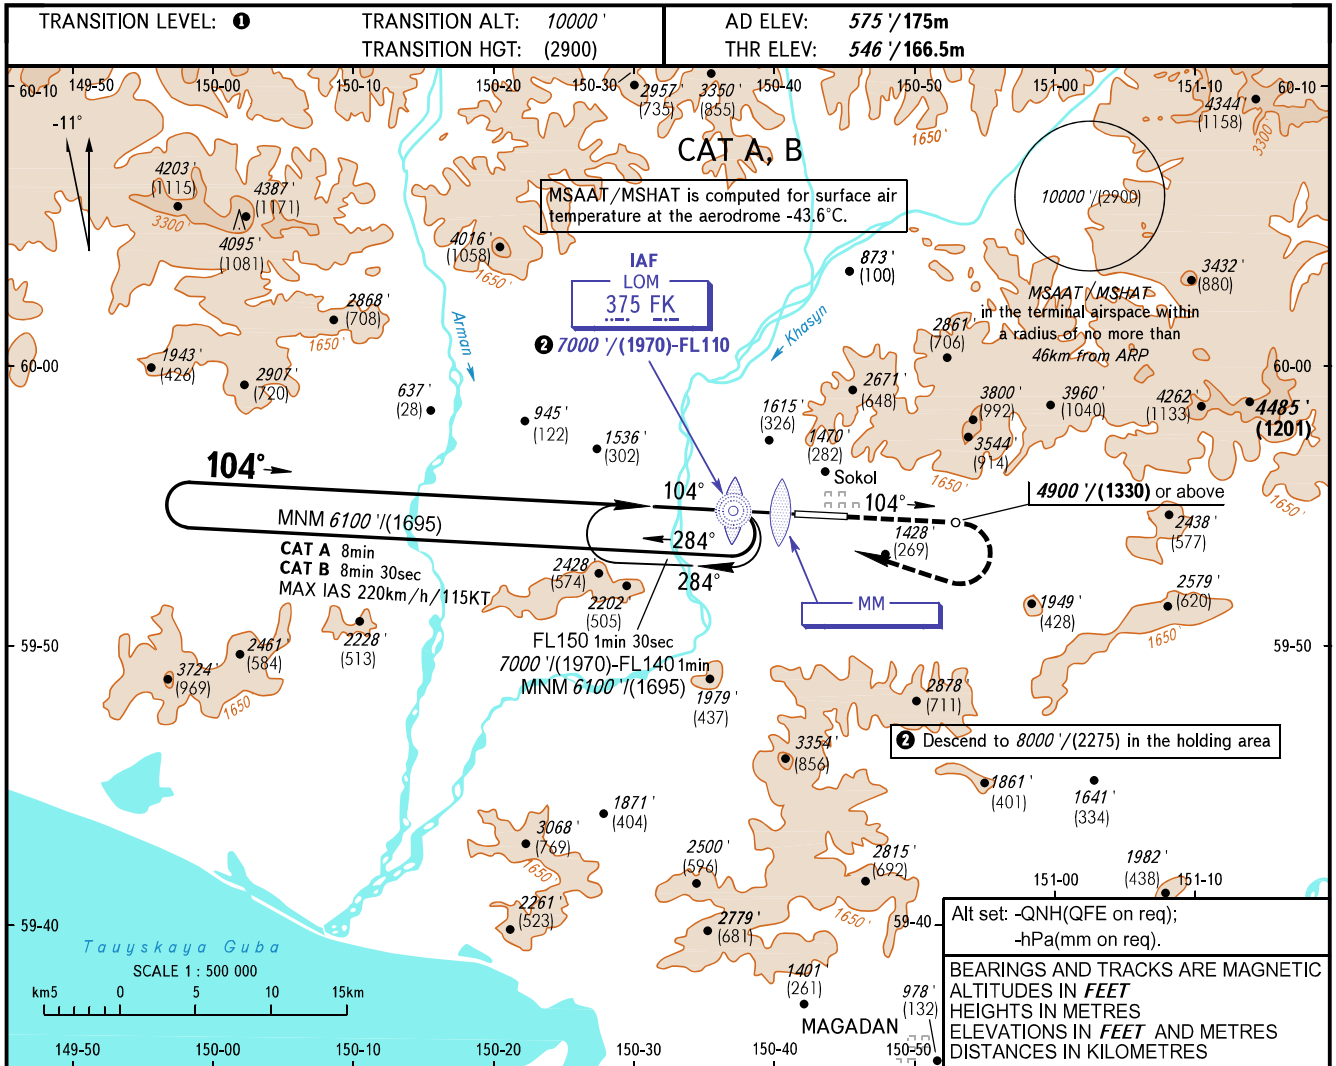 TRANSITION LEVEL: ❶
TRANSITION ALT: 10000'
TRANSITION HGT: (2900)
AD ELEV: 575'/175m
THR ELEV: 546'/166.5m
149-50 150-00 150-10 150-20 150-30 150-40 150-50 151-00 151-10
60-10 60-10
-11°
2957'
(735)
3350'
(855)
1650'
4344'
(1158)
3300'
CAT A, B
4203'
(1115)
4387'
(1171)
3300'
4095'
(1081)
MSAAT/MSHAT is computed for surface air
temperature at the aerodrome -43.6°C.
10000'/(2900)
4016'
(1058)
1650'
IAF
LOM
375 FK
❷ 7000'/(1970)-FL110
873'
(100)
3432'
(880)
MSAAT/MSHAT
in the terminal airspace within
a radius of no more than
46km from ARP
2868'
(708)
1650'
Arman
Khasyn
2861'
(706)
1943'
(426)
2907'
(720)
60-00 60-00
637'
(28)
945'
(122)
1536'
(302)
1615'
(326)
2671'
(648)
1470'
(282)
3800'
(992)
3960'
(1040)
4262'
(1133)
4485'
(1201)
3544'
(914)
1650'
1650'
Sokol
104°
104°
104°
4900'/(1330) or above
MNM 6100'/(1695)
CAT A 8min
CAT B 8min 30sec
MAX IAS 220km/h/115KT
284°
284°
1428'
(269)
2438'
(577)
2428'
(574)
2202'
(505)
MM
1949'
(428)
2579'
(620)
1650'
FL150 1min 30sec
7000'/(1970)-FL140 1min
MNM 6100'/(1695)
59-50 59-50
2228'
(513)
2461'
(584)
3724'
(969)
1650
1979'
(437)
2878'
(711)
❷ Descend to 8000'/(2275) in the holding area
3354'
(856)
1861'
(401)
1641'
(334)
1871'
(404)
3068'
(769)
1650'
2500'
(596)
2815'
(692)
1982'
(438)
151-00 151-10
2261'
(523)
2779'
(681)
1650'
59-40 59-40
Tauyskaya Guba
SCALE 1 : 500 000
km5 0 5 10 15km
1401'
(261)
978'
(132)
MAGADAN
Alt set: -QNH(QFE on req);
-hPa(mm on req).
BEARINGS AND TRACKS ARE MAGNETIC
ALTITUDES IN FEET
HEIGHTS IN METRES
ELEVATIONS IN FEET AND METRES
DISTANCES IN KILOMETRES
149-50 150-00 150-10 150-20 150-30 150-40 150-50